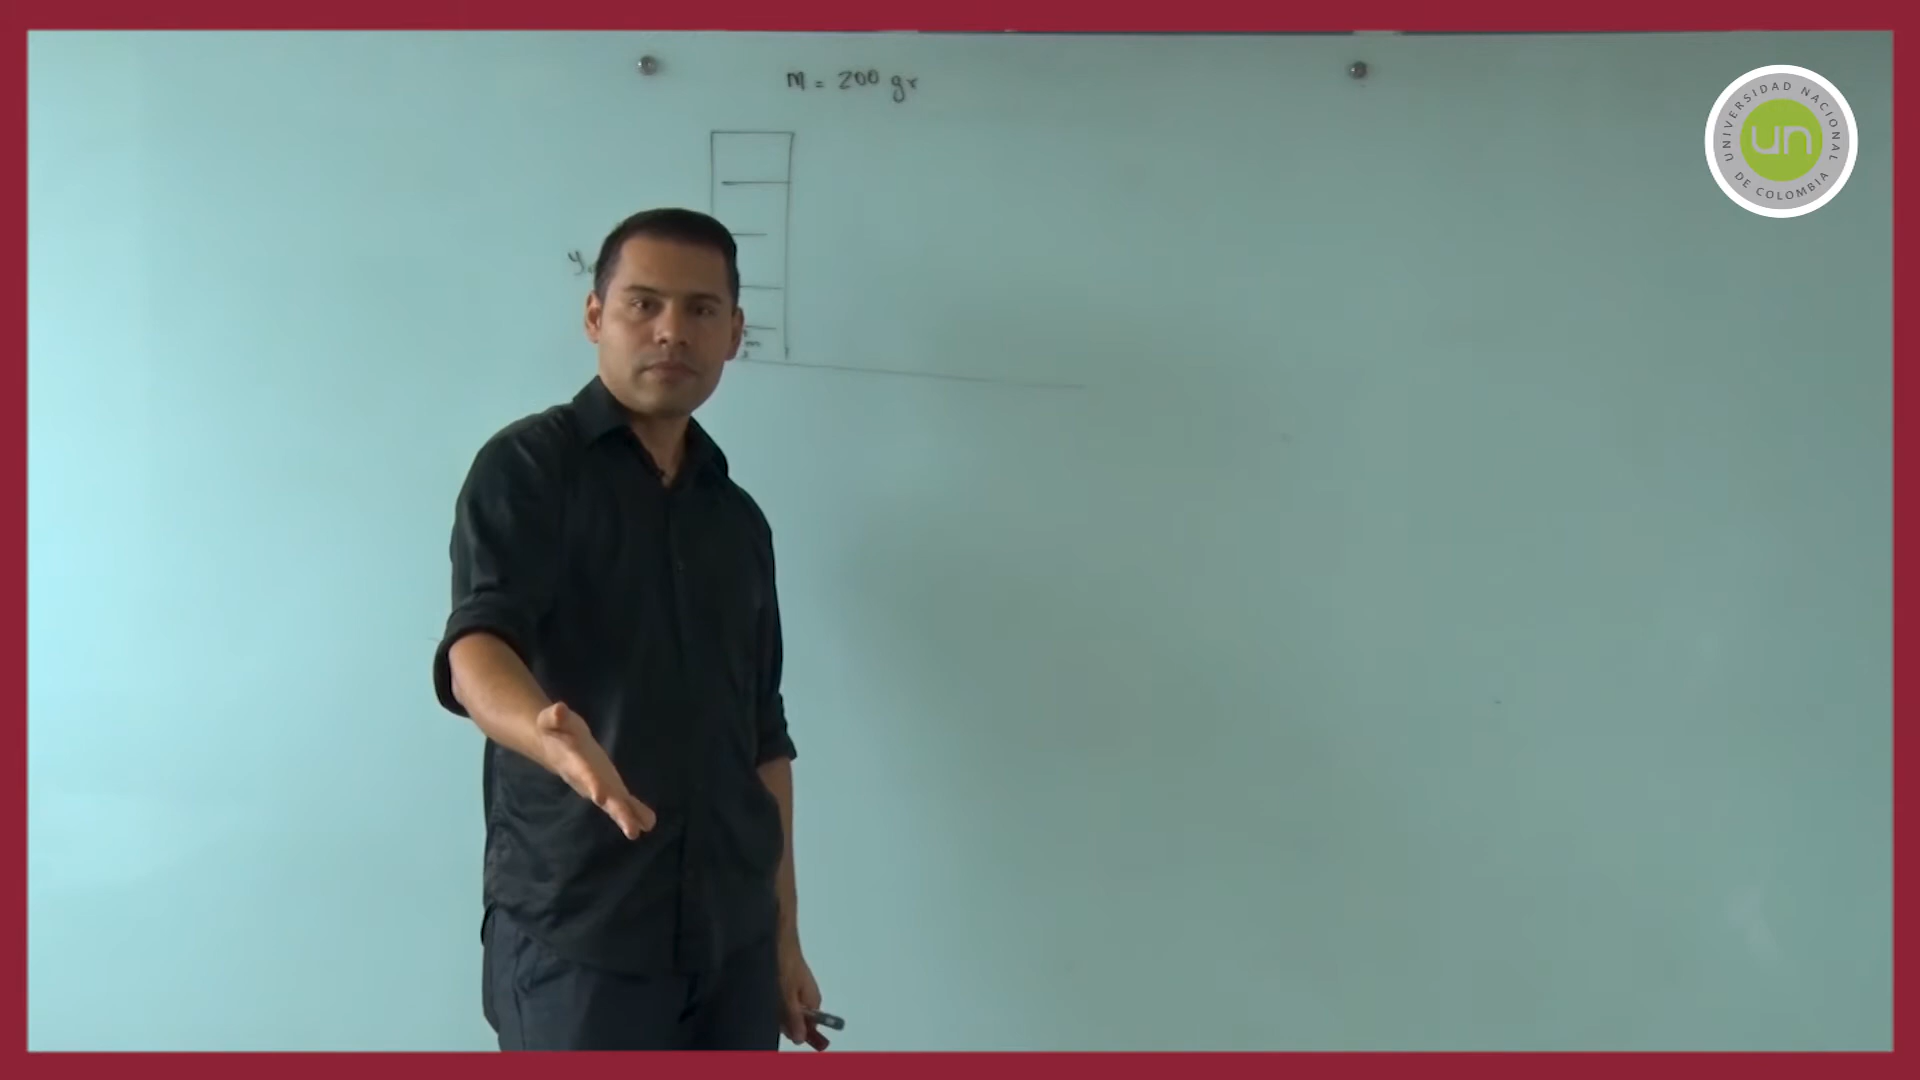 m = 200 gr
UNIVERSIDAD NACIONAL
DE COLOMBIA
un